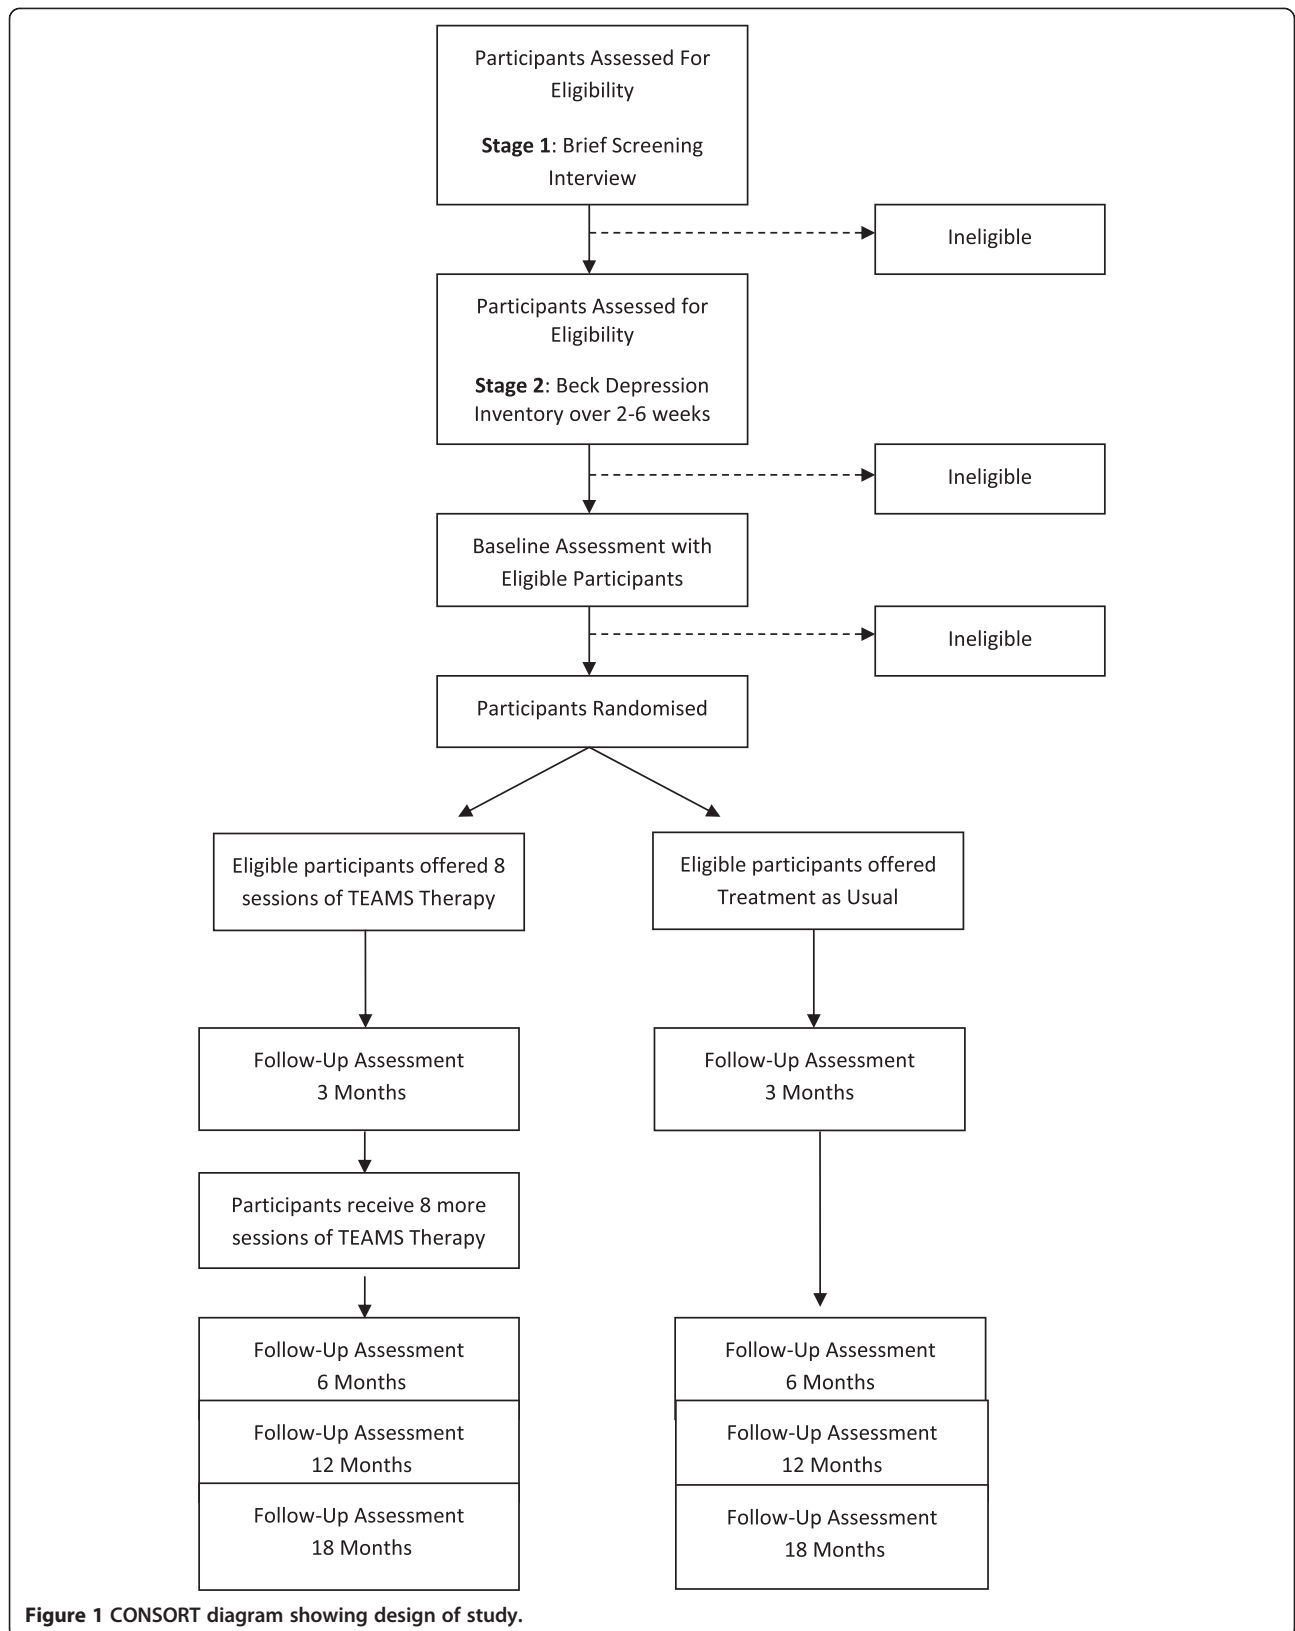 Participants Assessed For
Eligibility
Stage 1: Brief Screening
Interview
Ineligible
Participants Assessed for
Eligibility
Stage 2: Beck Depression
Inventory over 2-6 weeks
Ineligible
Baseline Assessment with
Eligible Participants
Ineligible
Participants Randomised
Eligible participants offered 8
sessions of TEAMS Therapy
Eligible participants offered
Treatment as Usual
Follow-Up Assessment
3 Months
Follow-Up Assessment
3 Months
Participants receive 8 more
sessions of TEAMS Therapy
Follow-Up Assessment
6 Months
Follow-Up Assessment
6 Months
Follow-Up Assessment
12 Months
Follow-Up Assessment
12 Months
Follow-Up Assessment
18 Months
Follow-Up Assessment
18 Months
Figure 1 CONSORT diagram showing design of study.